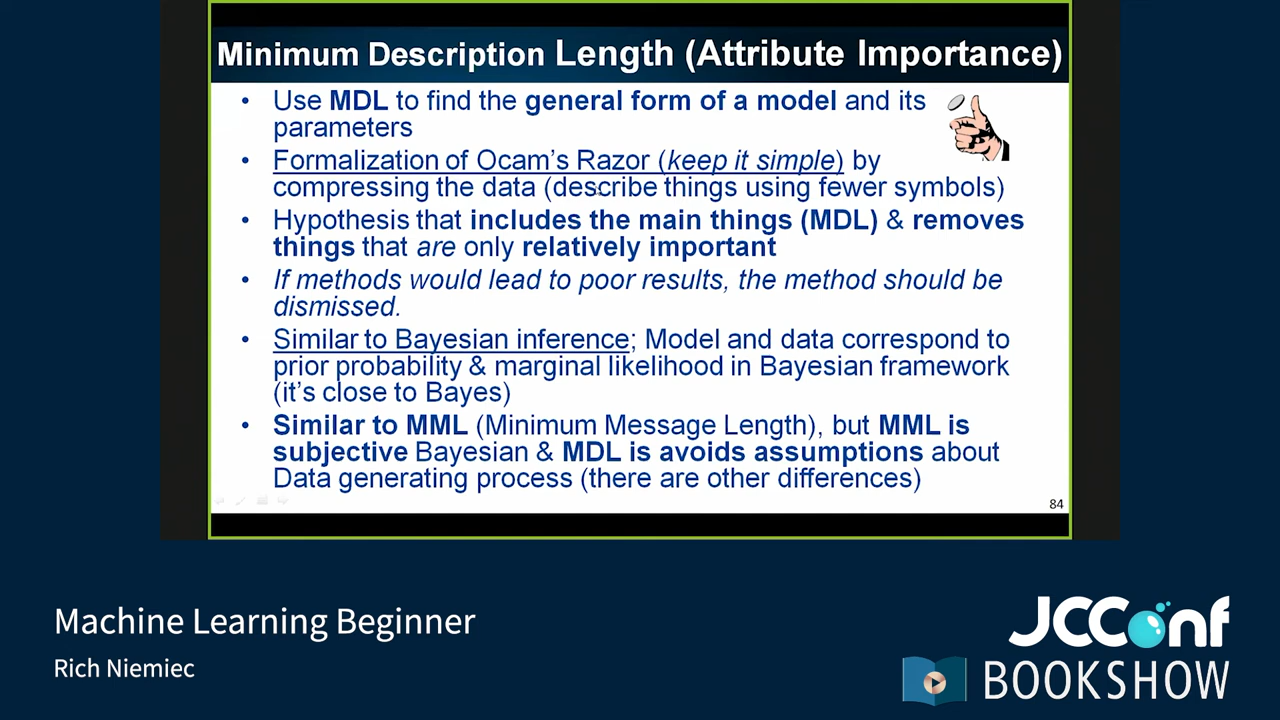 Minimum Description Length (Attribute Importance)
• Use MDL to find the general form of a model and its
parameters
• Formalization of Ocam's Razor (keep it simple) by
compressing the data (describe things using fewer symbols)
• Hypothesis that includes the main things (MDL) & removes
things that are only relatively important
• If methods would lead to poor results, the method should be
dismissed.
• Similar to Bayesian inference; Model and data correspond to
prior probability & marginal likelihood in Bayesian framework
(it's close to Bayes)
• Similar to MML (Minimum Message Length), but MML is
subjective Bayesian & MDL is avoids assumptions about
Data generating process (there are other differences)
84
Machine Learning Beginner
Rich Niemiec
JCConf
BOOKSHOW